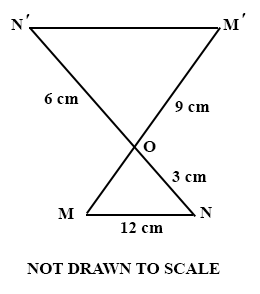 N′ M′
6 cm 9 cm
O
3 cm
M N
12 cm
NOT DRAWN TO SCALE